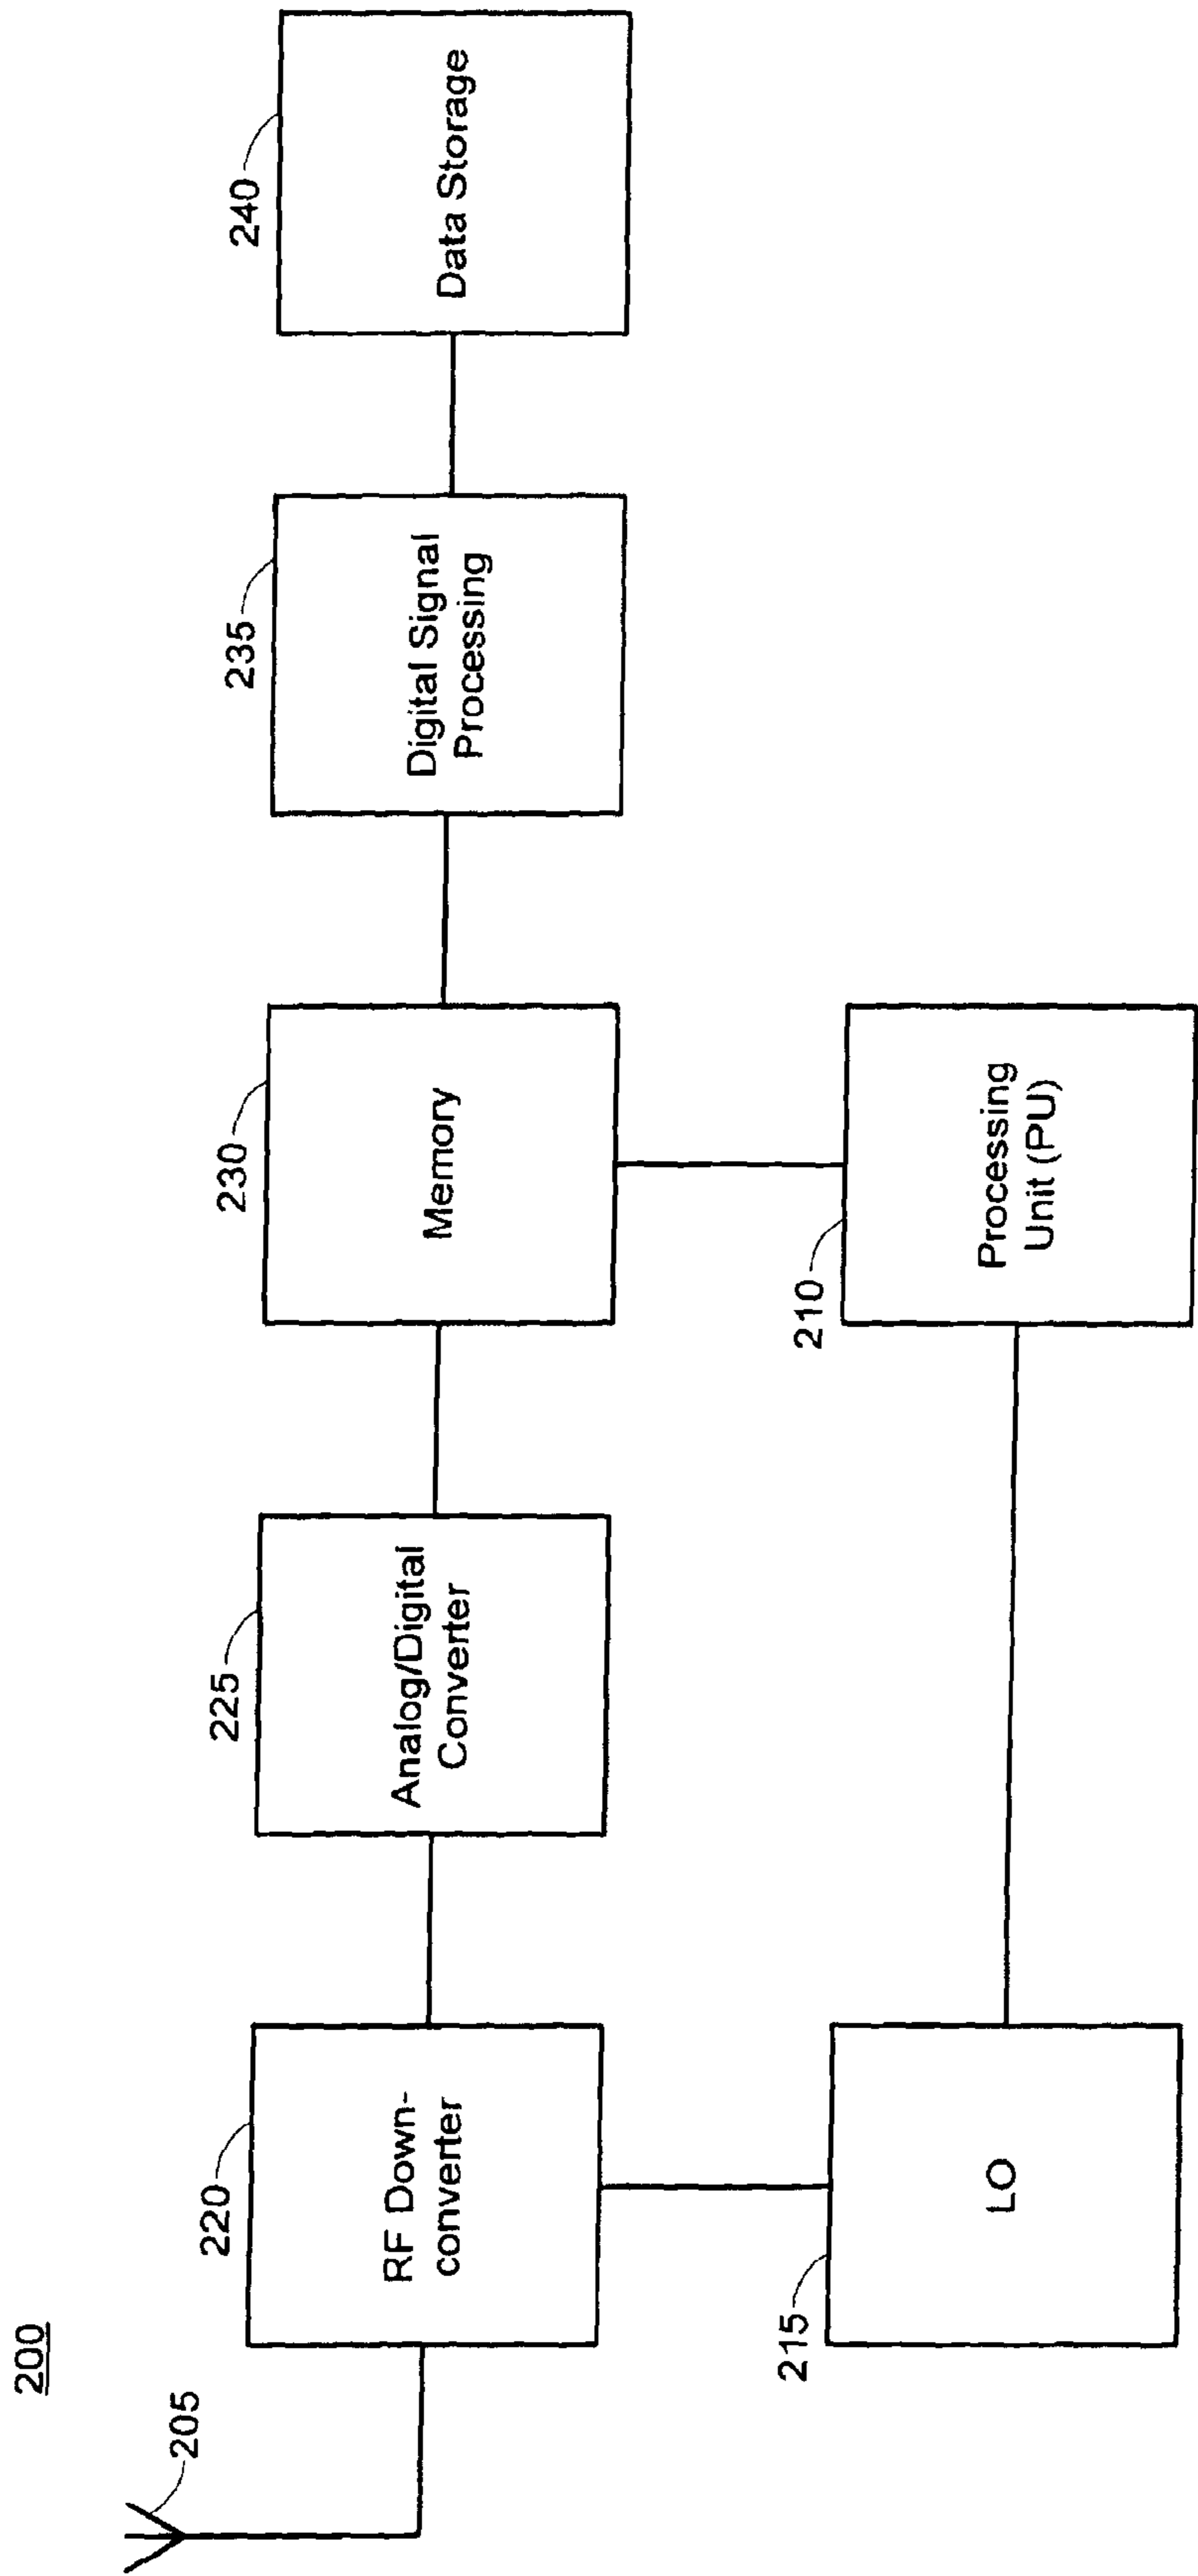 200
205
220
RF Down-
converter
225
Analog/Digital
Converter
230
Memory
235
Digital Signal
Processing
240
Data Storage
215
LO
210
Processing
Unit (PU)